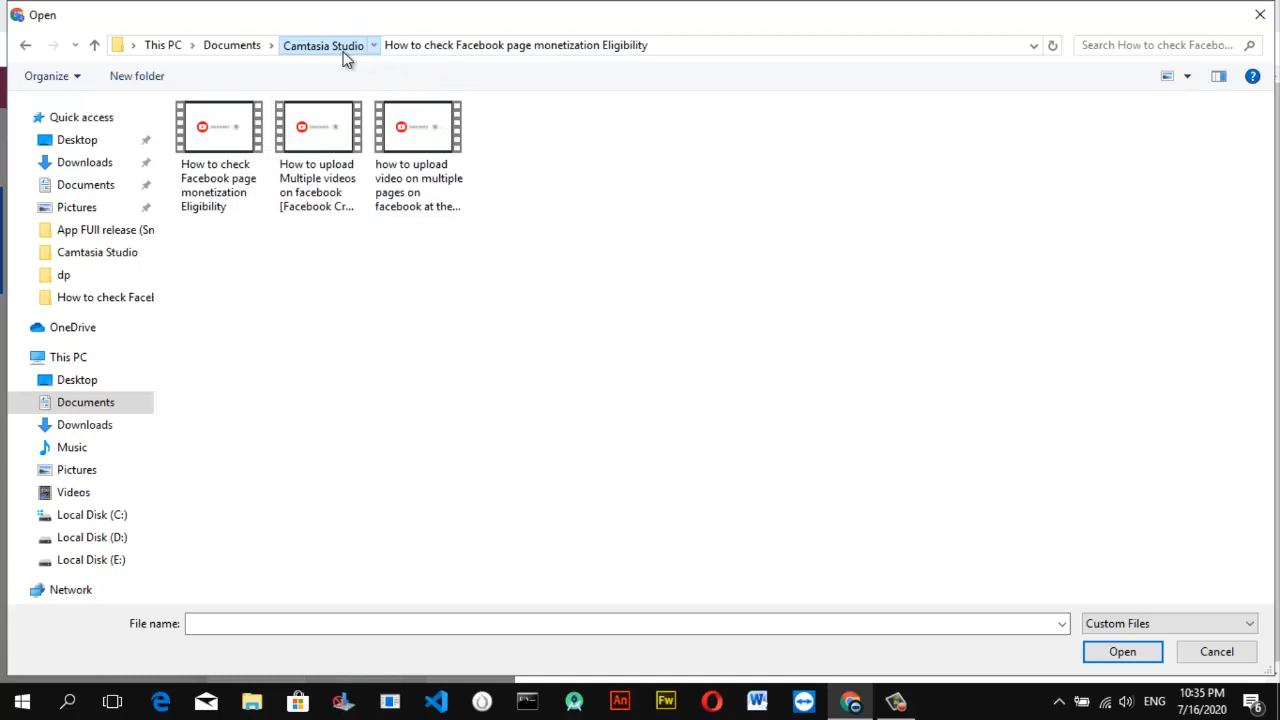 Open
This PC
Documents
Camtasia Studio
How to check Facebook page monetization Eligibility
Search How to check Facebo...
Organize
New folder
Quick access
Desktop
Downloads
Documents
Pictures
App FUll release (Sn
Camtasia Studio
dp
How to check Facel
OneDrive
This PC
Desktop
Documents
Downloads
Music
Pictures
Videos
Local Disk (C:)
Local Disk (D:)
Local Disk (E:)
Network
How to check
Facebook page
monetization
Eligibility
How to upload
Multiple videos
on facebook
[Facebook Cr...
how to upload
video on multiple
pages on
facebook at the...
File name:
Custom Files
Open
Cancel
An
Fw
W
ENG
10:35 PM
7/16/2020
6